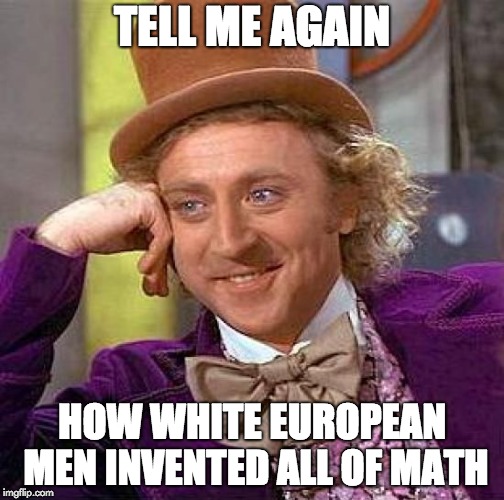 TELL ME AGAIN
HOW WHITE EUROPEAN
MEN INVENTED ALL OF MATH
imgflip.com